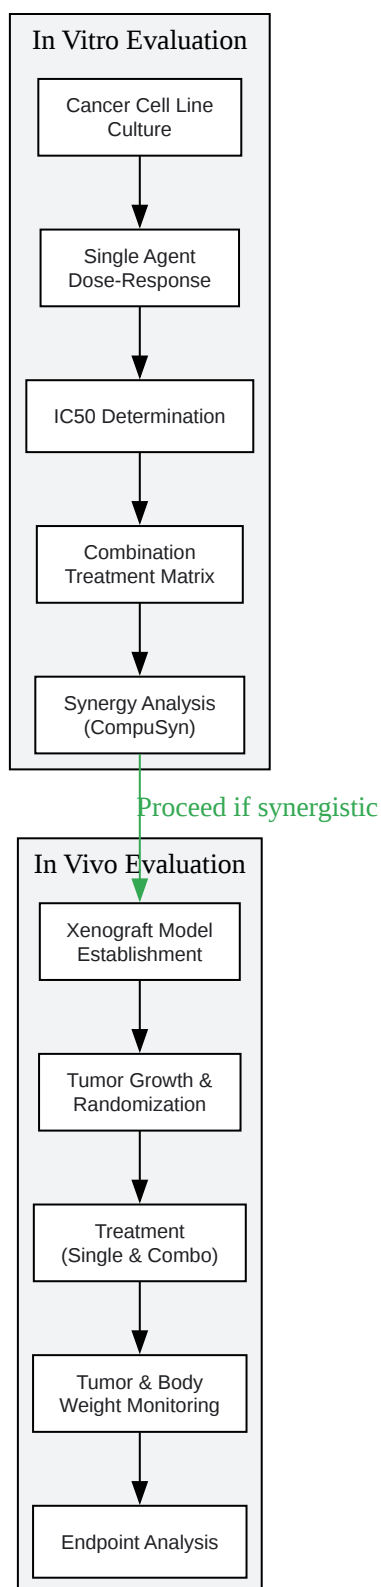 In Vitro Evaluation
Cancer Cell Line
Culture
Single Agent
Dose-Response
IC50 Determination
Combination
Treatment Matrix
Synergy Analysis
(CompuSyn)
Proceed if synergistic
In Vivo Evaluation
Xenograft Model
Establishment
Tumor Growth &
Randomization
Treatment
(Single & Combo)
Tumor & Body
Weight Monitoring
Endpoint Analysis